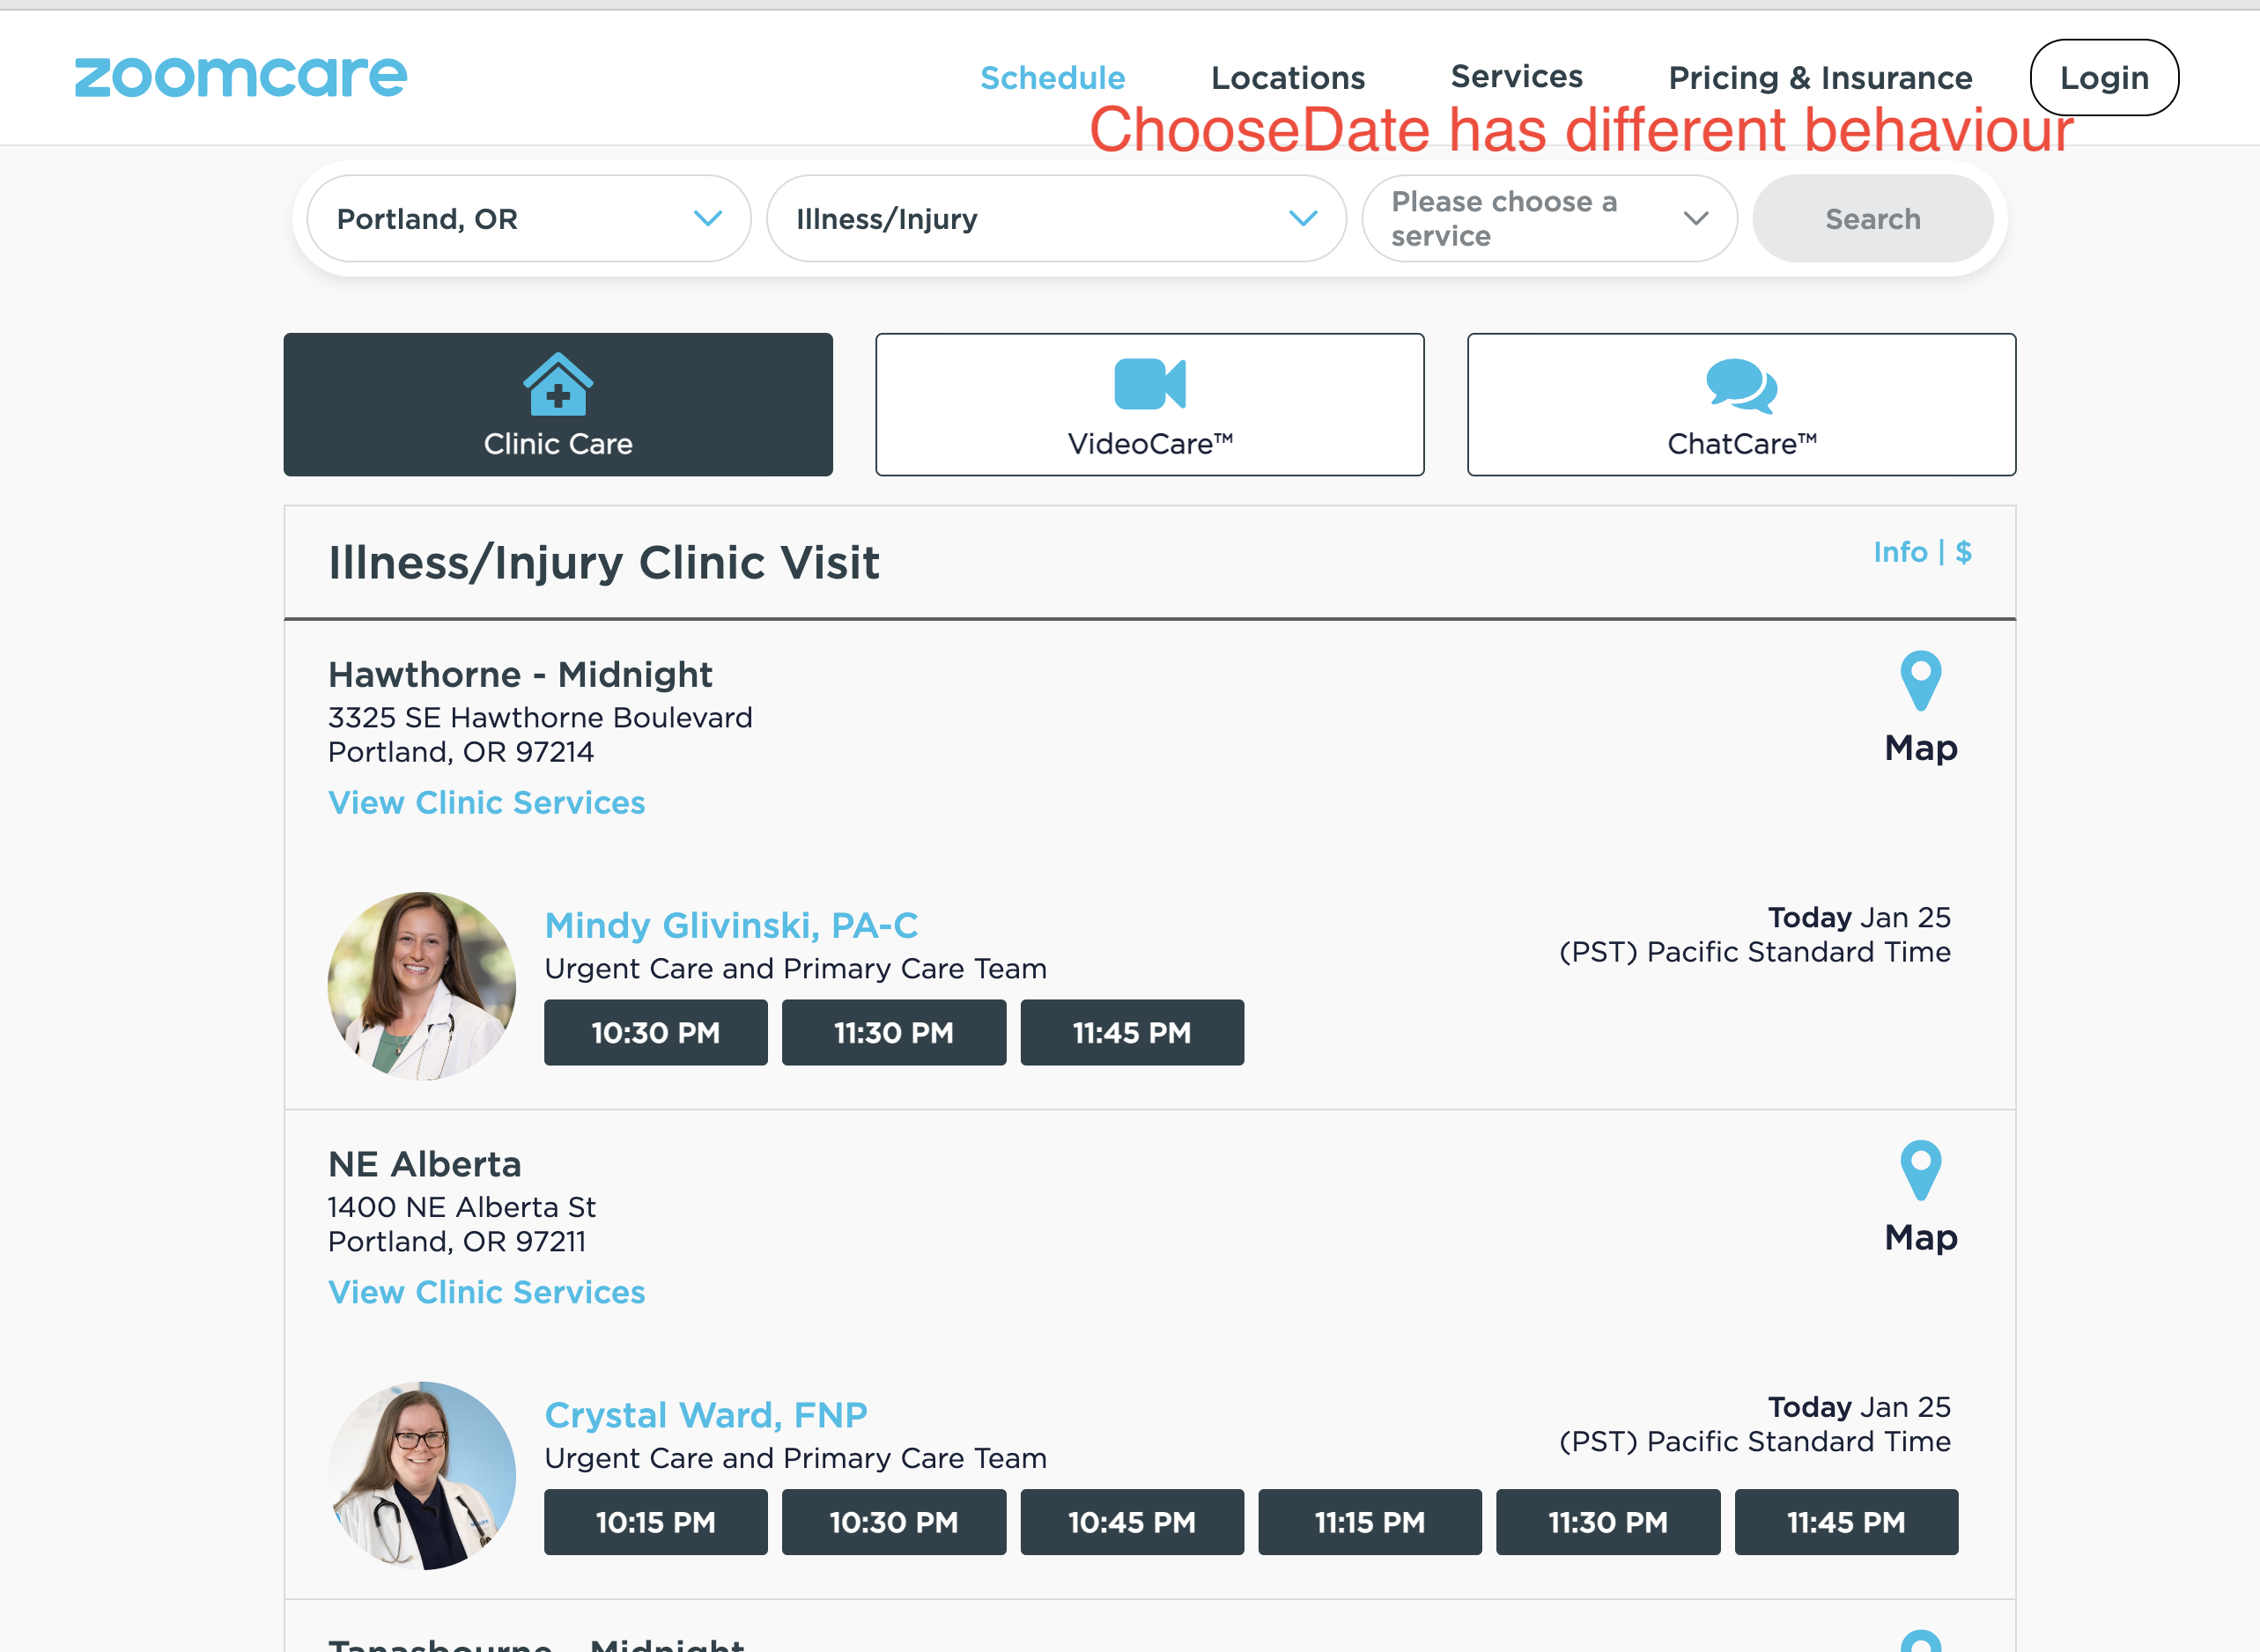 zoomcare
Schedule Locations Services Pricing & Insurance Login
ChooseDate has different behaviour
Portland, OR
Illness/Injury
Please choose a
service
Search
Clinic Care
VideoCare™
ChatCare™
Illness/Injury Clinic Visit
Info | $
Hawthorne - Midnight
3325 SE Hawthorne Boulevard
Portland, OR 97214
View Clinic Services
Map
Mindy Glivinski, PA-C
Urgent Care and Primary Care Team
Today Jan 25
(PST) Pacific Standard Time
10:30 PM 11:30 PM 11:45 PM
NE Alberta
1400 NE Alberta St
Portland, OR 97211
View Clinic Services
Map
Crystal Ward, FNP
Urgent Care and Primary Care Team
Today Jan 25
(PST) Pacific Standard Time
10:15 PM 10:30 PM 10:45 PM 11:15 PM 11:30 PM 11:45 PM
Tanasbourne - Midnight